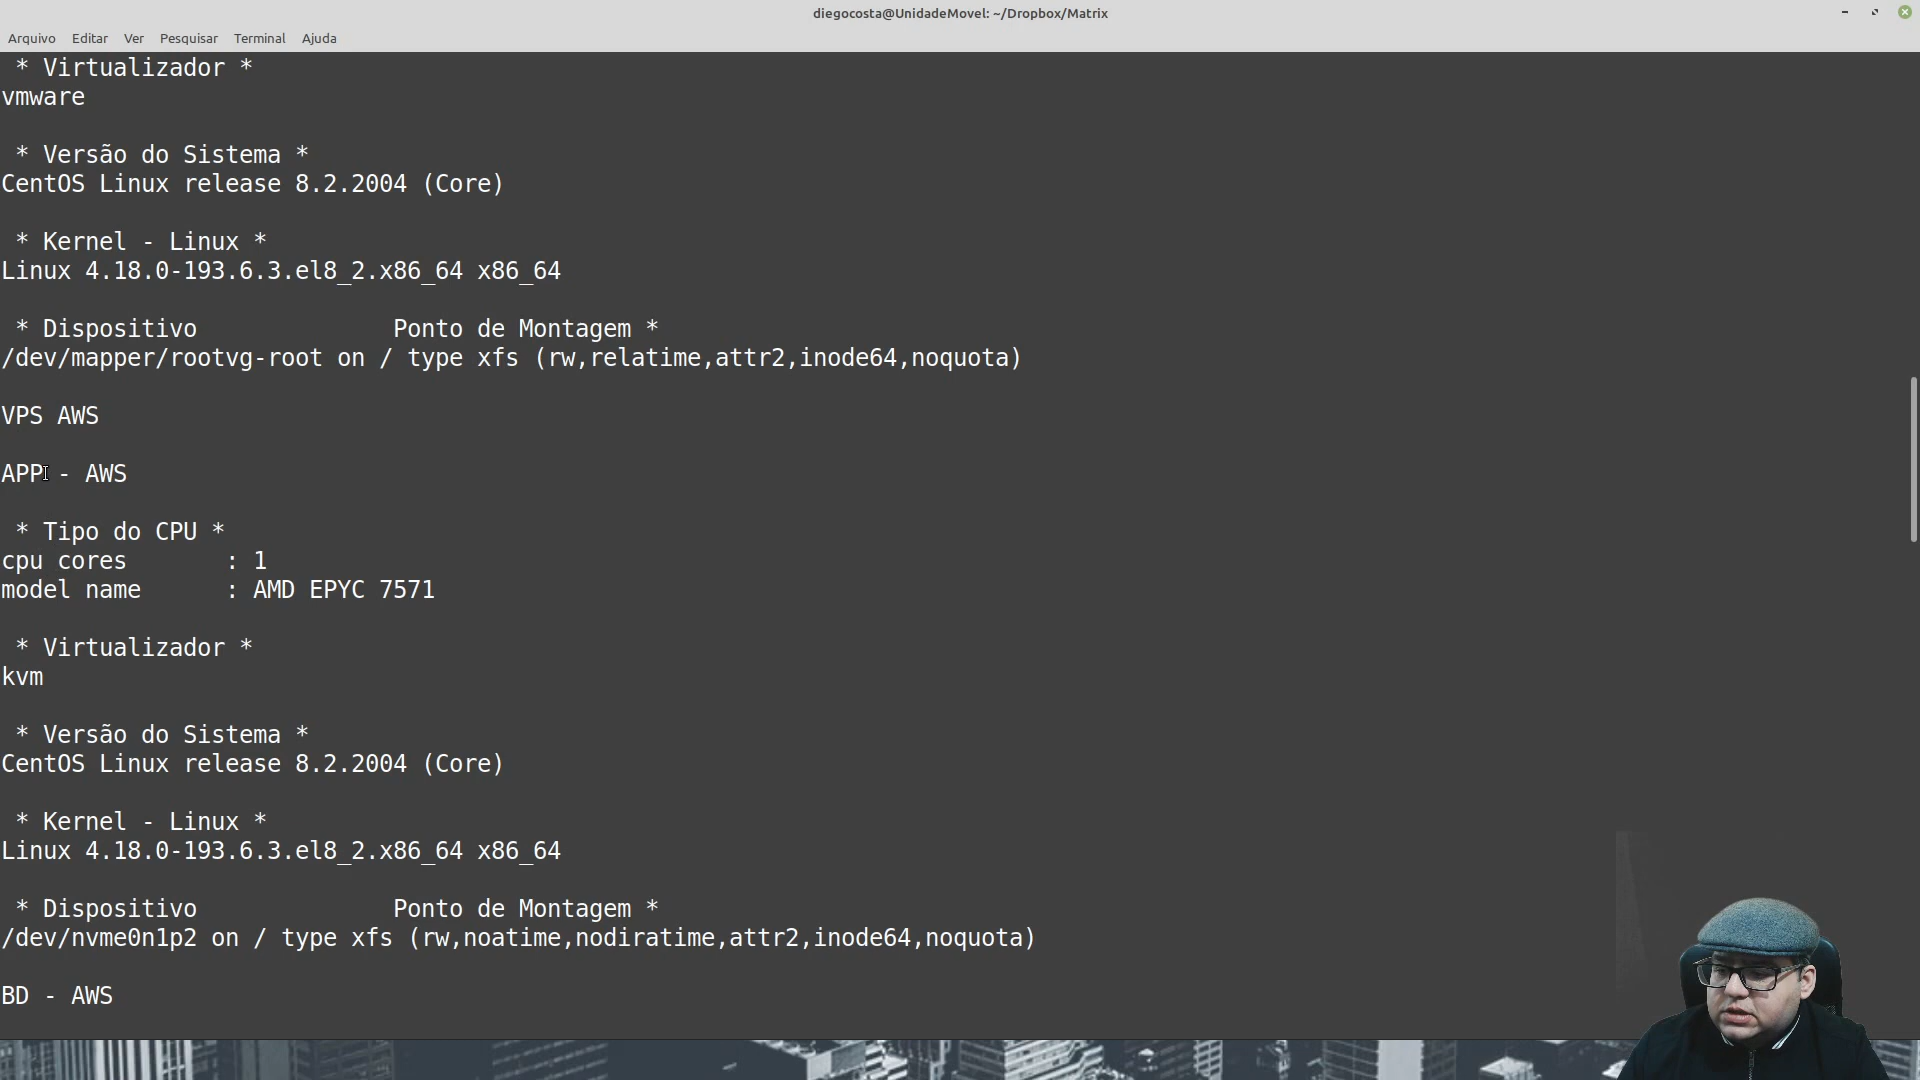 diegocosta@UnidadeMovel: ~/Dropbox/Matrix
Arquivo Editar Ver Pesquisar Terminal Ajuda
* Virtualizador *
vmware
* Versão do Sistema *
CentOS Linux release 8.2.2004 (Core)
* Kernel - Linux *
Linux 4.18.0-193.6.3.el8_2.x86_64 x86_64
* Dispositivo Ponto de Montagem *
/dev/mapper/rootvg-root on / type xfs (rw,relatime,attr2,inode64,noquota)
VPS AWS
APP - AWS
* Tipo do CPU *
cpu cores : 1
model name : AMD EPYC 7571
* Virtualizador *
kvm
* Versão do Sistema *
CentOS Linux release 8.2.2004 (Core)
* Kernel - Linux *
Linux 4.18.0-193.6.3.el8_2.x86_64 x86_64
* Dispositivo Ponto de Montagem *
/dev/nvme0n1p2 on / type xfs (rw,noatime,nodiratime,attr2,inode64,noquota)
BD - AWS